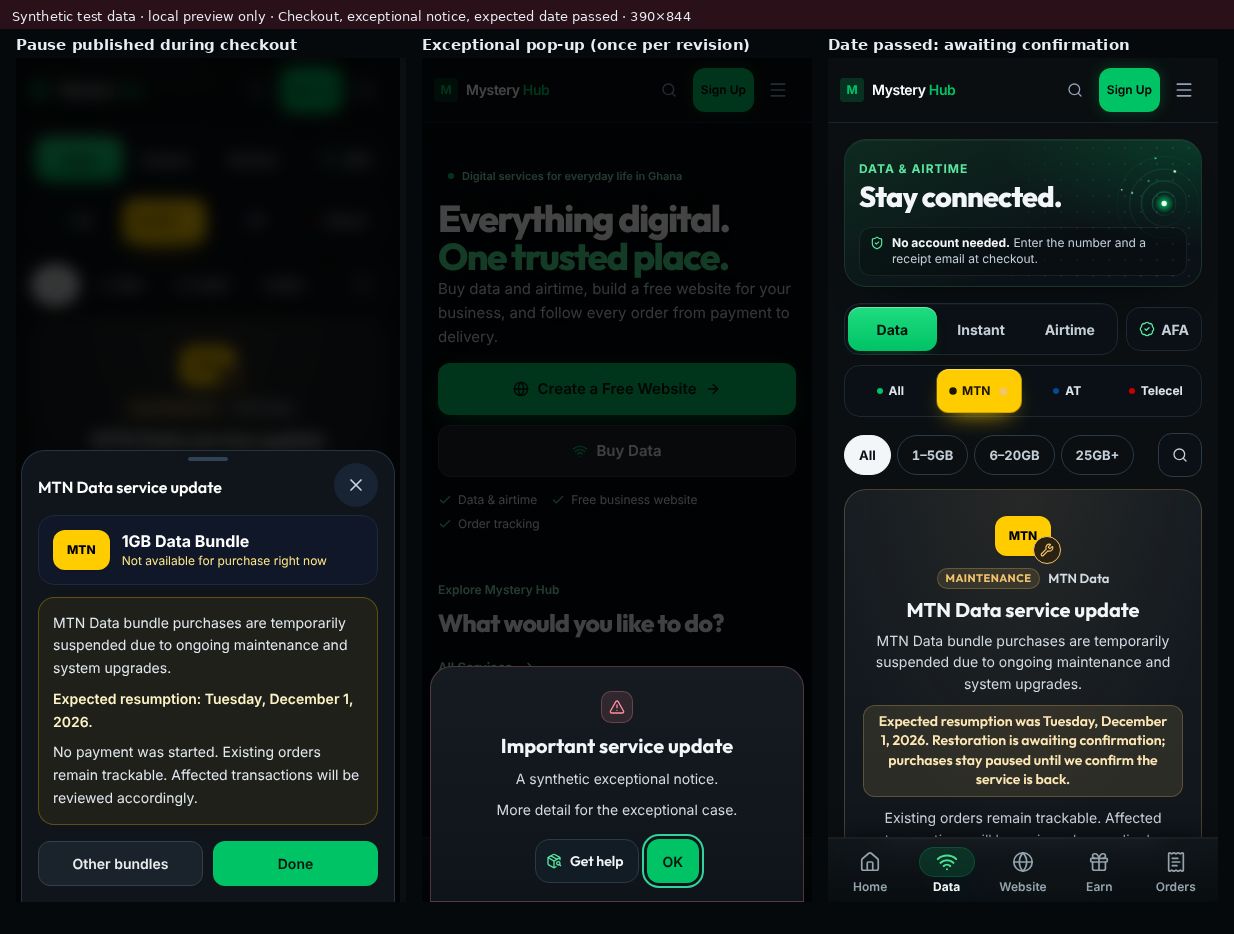 Synthetic test data · local preview only · Checkout, exceptional notice, expected date passed · 390×844
Pause published during checkout
MTN Data service update
MTN
1GB Data Bundle
Not available for purchase right now
MTN Data bundle purchases are temporarily
suspended due to ongoing maintenance and
system upgrades.
Expected resumption: Tuesday, December 1,
2026.
No payment was started. Existing orders
remain trackable. Affected transactions will be
reviewed accordingly.
Other bundles
Done
Exceptional pop-up (once per revision)
M
Mystery Hub
Sign Up
Digital services for everyday life in Ghana
Everything digital.
One trusted place.
Buy data and airtime, build a free website for your
business, and follow every order from payment to
delivery.
Create a Free Website
Buy Data
Data & airtime
Free business website
Order tracking
Explore Mystery Hub
What would you like to do?
All Services
Important service update
A synthetic exceptional notice.
More detail for the exceptional case.
Get help
OK
Date passed: awaiting confirmation
M
Mystery Hub
Sign Up
DATA & AIRTIME
Stay connected.
No account needed. Enter the number and a
receipt email at checkout.
Data
Instant
Airtime
AFA
All
MTN
AT
Telecel
All
1–5GB
6–20GB
25GB+
MTN
MAINTENANCE
MTN Data
MTN Data service update
MTN Data bundle purchases are temporarily
suspended due to ongoing maintenance and
system upgrades.
Expected resumption was Tuesday, December
1, 2026. Restoration is awaiting confirmation;
purchases stay paused until we confirm the
service is back.
Existing orders remain trackable. Affected
Home
Data
Website
Earn
Orders